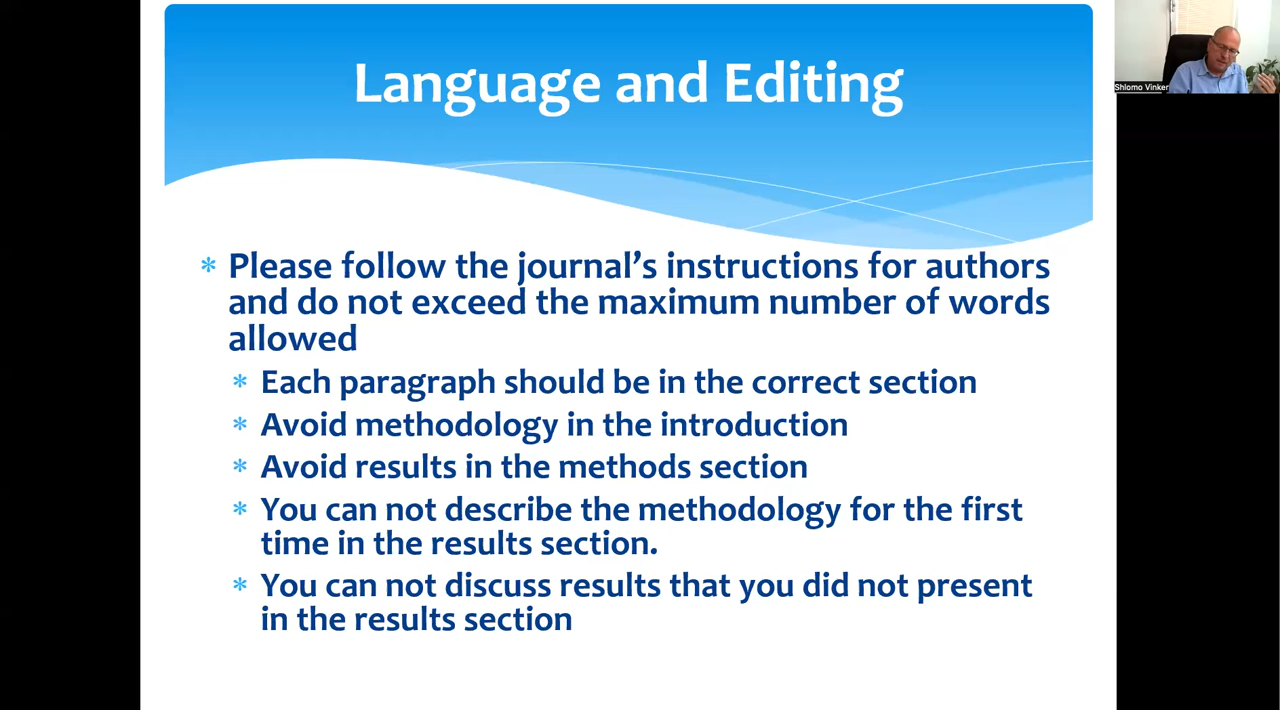 Language and Editing
Shlomo Vinker
* Please follow the journal's instructions for authors
and do not exceed the maximum number of words
allowed
* Each paragraph should be in the correct section
* Avoid methodology in the introduction
* Avoid results in the methods section
* You can not describe the methodology for the first
time in the results section.
* You can not discuss results that you did not present
in the results section